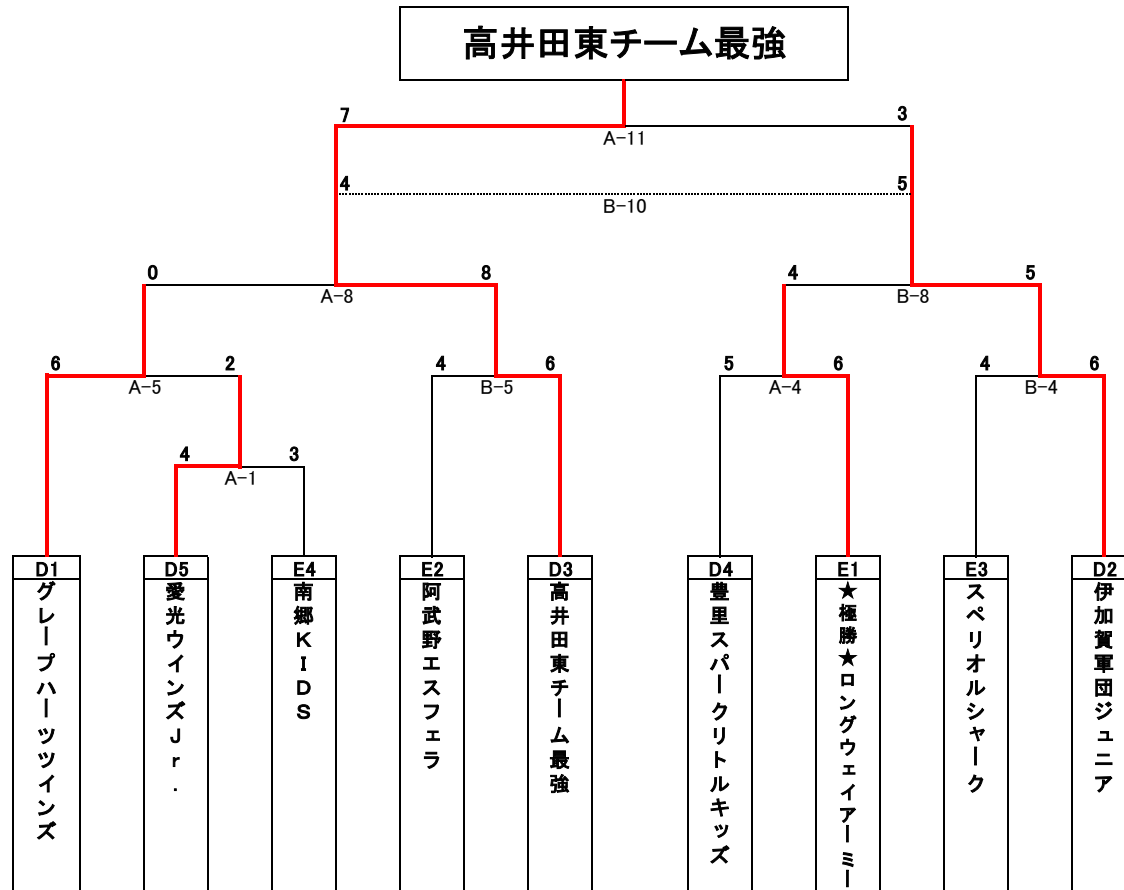 高井田東チーム最強
7 3
A-11
4 5
B-10
0 8 4 5
A-8 B-8
6 2 4 6 5 6 4 6
A-5 B-5 A-4 B-4
4 3
A-1
D1 D5 E4 E2 D3 D4 E1 E3 D2
グレープハーツツインズ
愛光ウインズJr.
南郷KIDS
阿武野エスフェラ
高井田東チーム最強
豊里スパークリトルキッズ
★極勝★ロングウェイアーミー
スペリオルシャーク
伊加賀軍団ジュニア